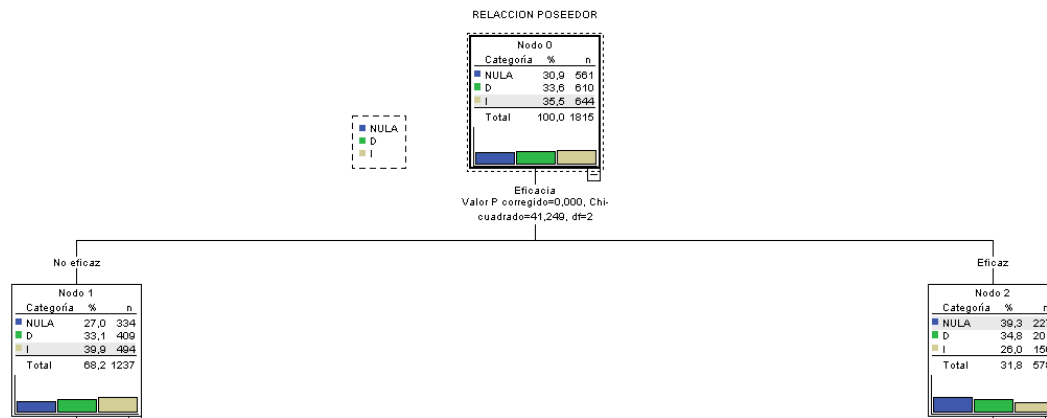 RELACCION POSEEDOR
Nodo 0
Categoría % n
NULA 30,9 561
D 33,6 610
I 35,5 644
Total 100,0 1815
NULA
D
I
Eficacia
Valor P corregido=0,000, Chi-
cuadrado=41,249, df=2
No eficaz
Eficaz
Nodo 1
Categoría % n
NULA 27,0 334
D 33,1 409
I 39,9 494
Total 68,2 1237
Nodo 2
Categoría %
NULA 39,3
D 34,8
I 26,0
Total 31,8